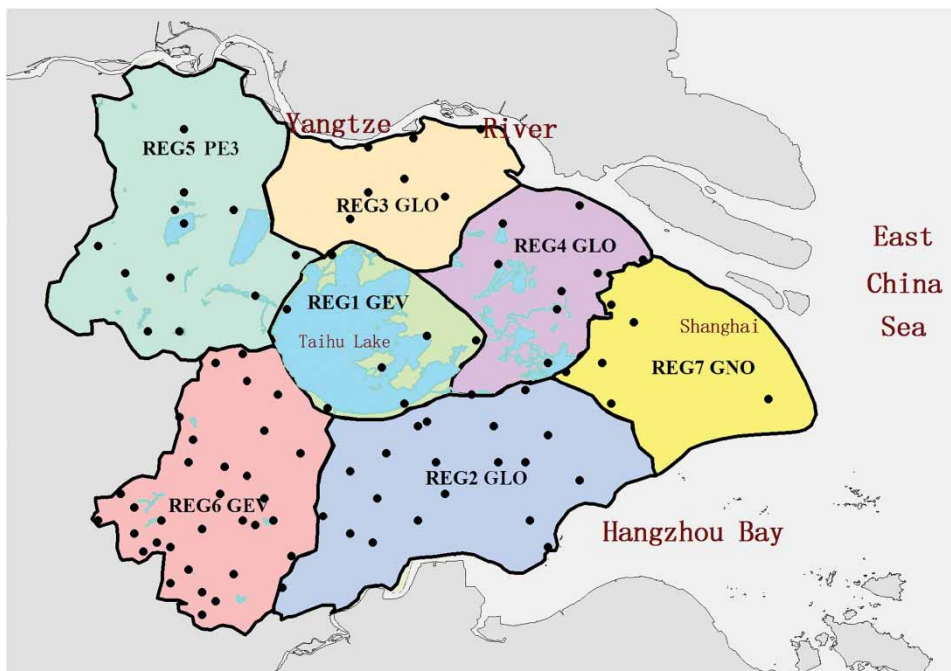 Yangtze River
REG5 PE3
REG3 GLO
East
China
Sea
REG4 GLO
REG1 GEV
Taihu Lake
Shanghai
REG7 GNO
REG2 GLO
REG6 GEV
Hangzhou Bay